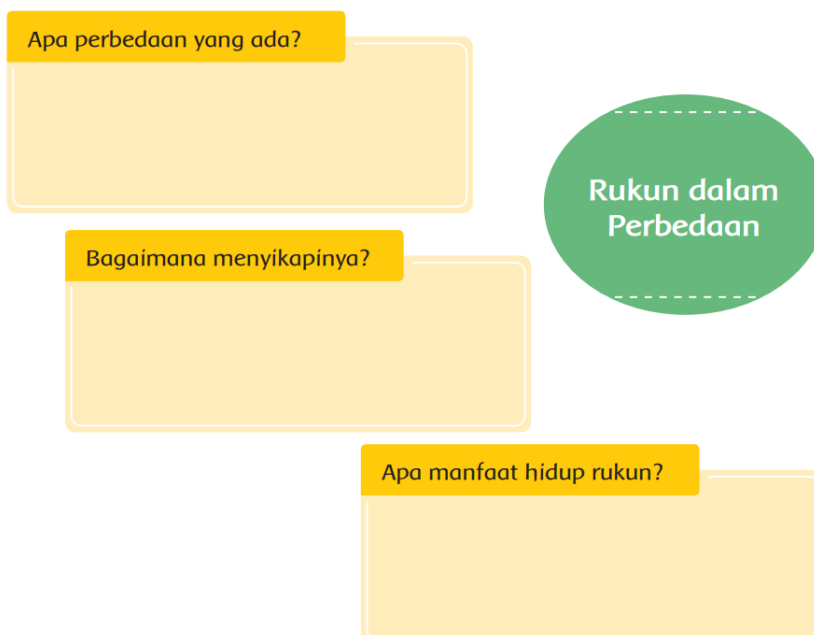 Apa perbedaan yang ada?
Rukun dalam
Perbedaan
Bagaimana menyikapinya?
Apa manfaat hidup rukun?